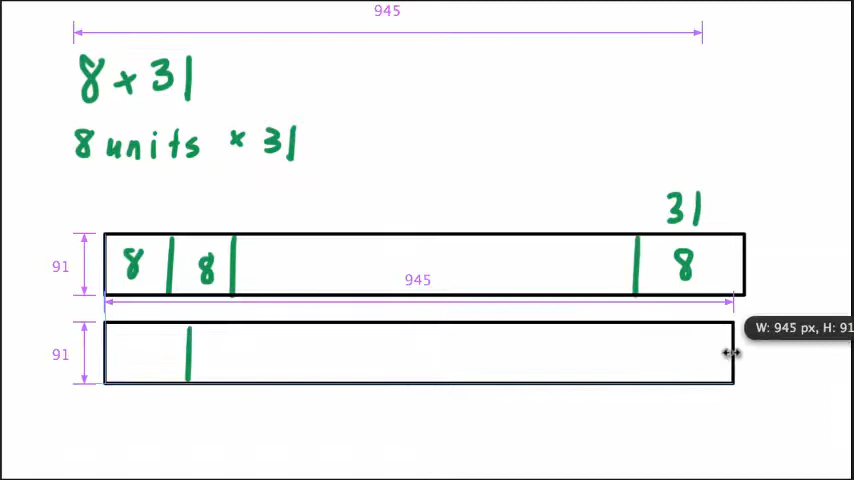 945
8 × 31
8 units × 31
31
91 8 8 945 8
W: 945 px, H: 91
91